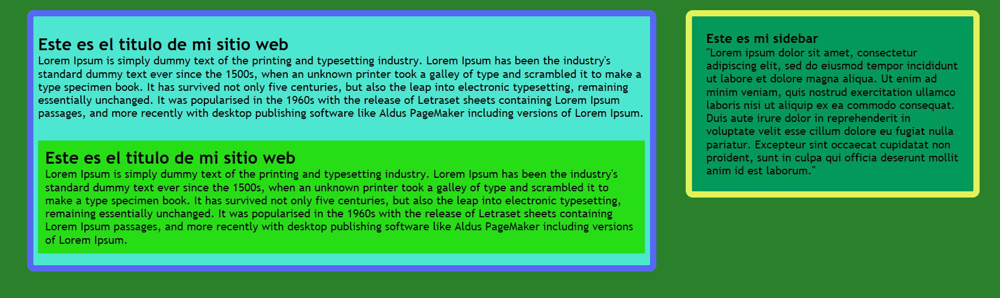 Este es el titulo de mi sitio web
Lorem Ipsum is simply dummy text of the printing and typesetting industry. Lorem Ipsum has been the industry's
standard dummy text ever since the 1500s, when an unknown printer took a galley of type and scrambled it to make a
type specimen book. It has survived not only five centuries, but also the leap into electronic typesetting, remaining
essentially unchanged. It was popularised in the 1960s with the release of Letraset sheets containing Lorem Ipsum
passages, and more recently with desktop publishing software like Aldus PageMaker including versions of Lorem Ipsum.
Este es el titulo de mi sitio web
Lorem Ipsum is simply dummy text of the printing and typesetting industry. Lorem Ipsum has been the industry's
standard dummy text ever since the 1500s, when an unknown printer took a galley of type and scrambled it to
make a type specimen book. It has survived not only five centuries, but also the leap into electronic typesetting,
remaining essentially unchanged. It was popularised in the 1960s with the release of Letraset sheets containing
Lorem Ipsum passages, and more recently with desktop publishing software like Aldus PageMaker including versions
of Lorem Ipsum.
Este es mi sidebar
"Lorem ipsum dolor sit amet, consectetur
adipiscing elit, sed do eiusmod tempor incididunt
ut labore et dolore magna aliqua. Ut enim ad
minim veniam, quis nostrud exercitation ullamco
laboris nisi ut aliquip ex ea commodo consequat.
Duis aute irure dolor in reprehenderit in
voluptate velit esse cillum dolore eu fugiat nulla
pariatur. Excepteur sint occaecat cupidatat non
proident, sunt in culpa qui officia deserunt mollit
anim id est laborum."